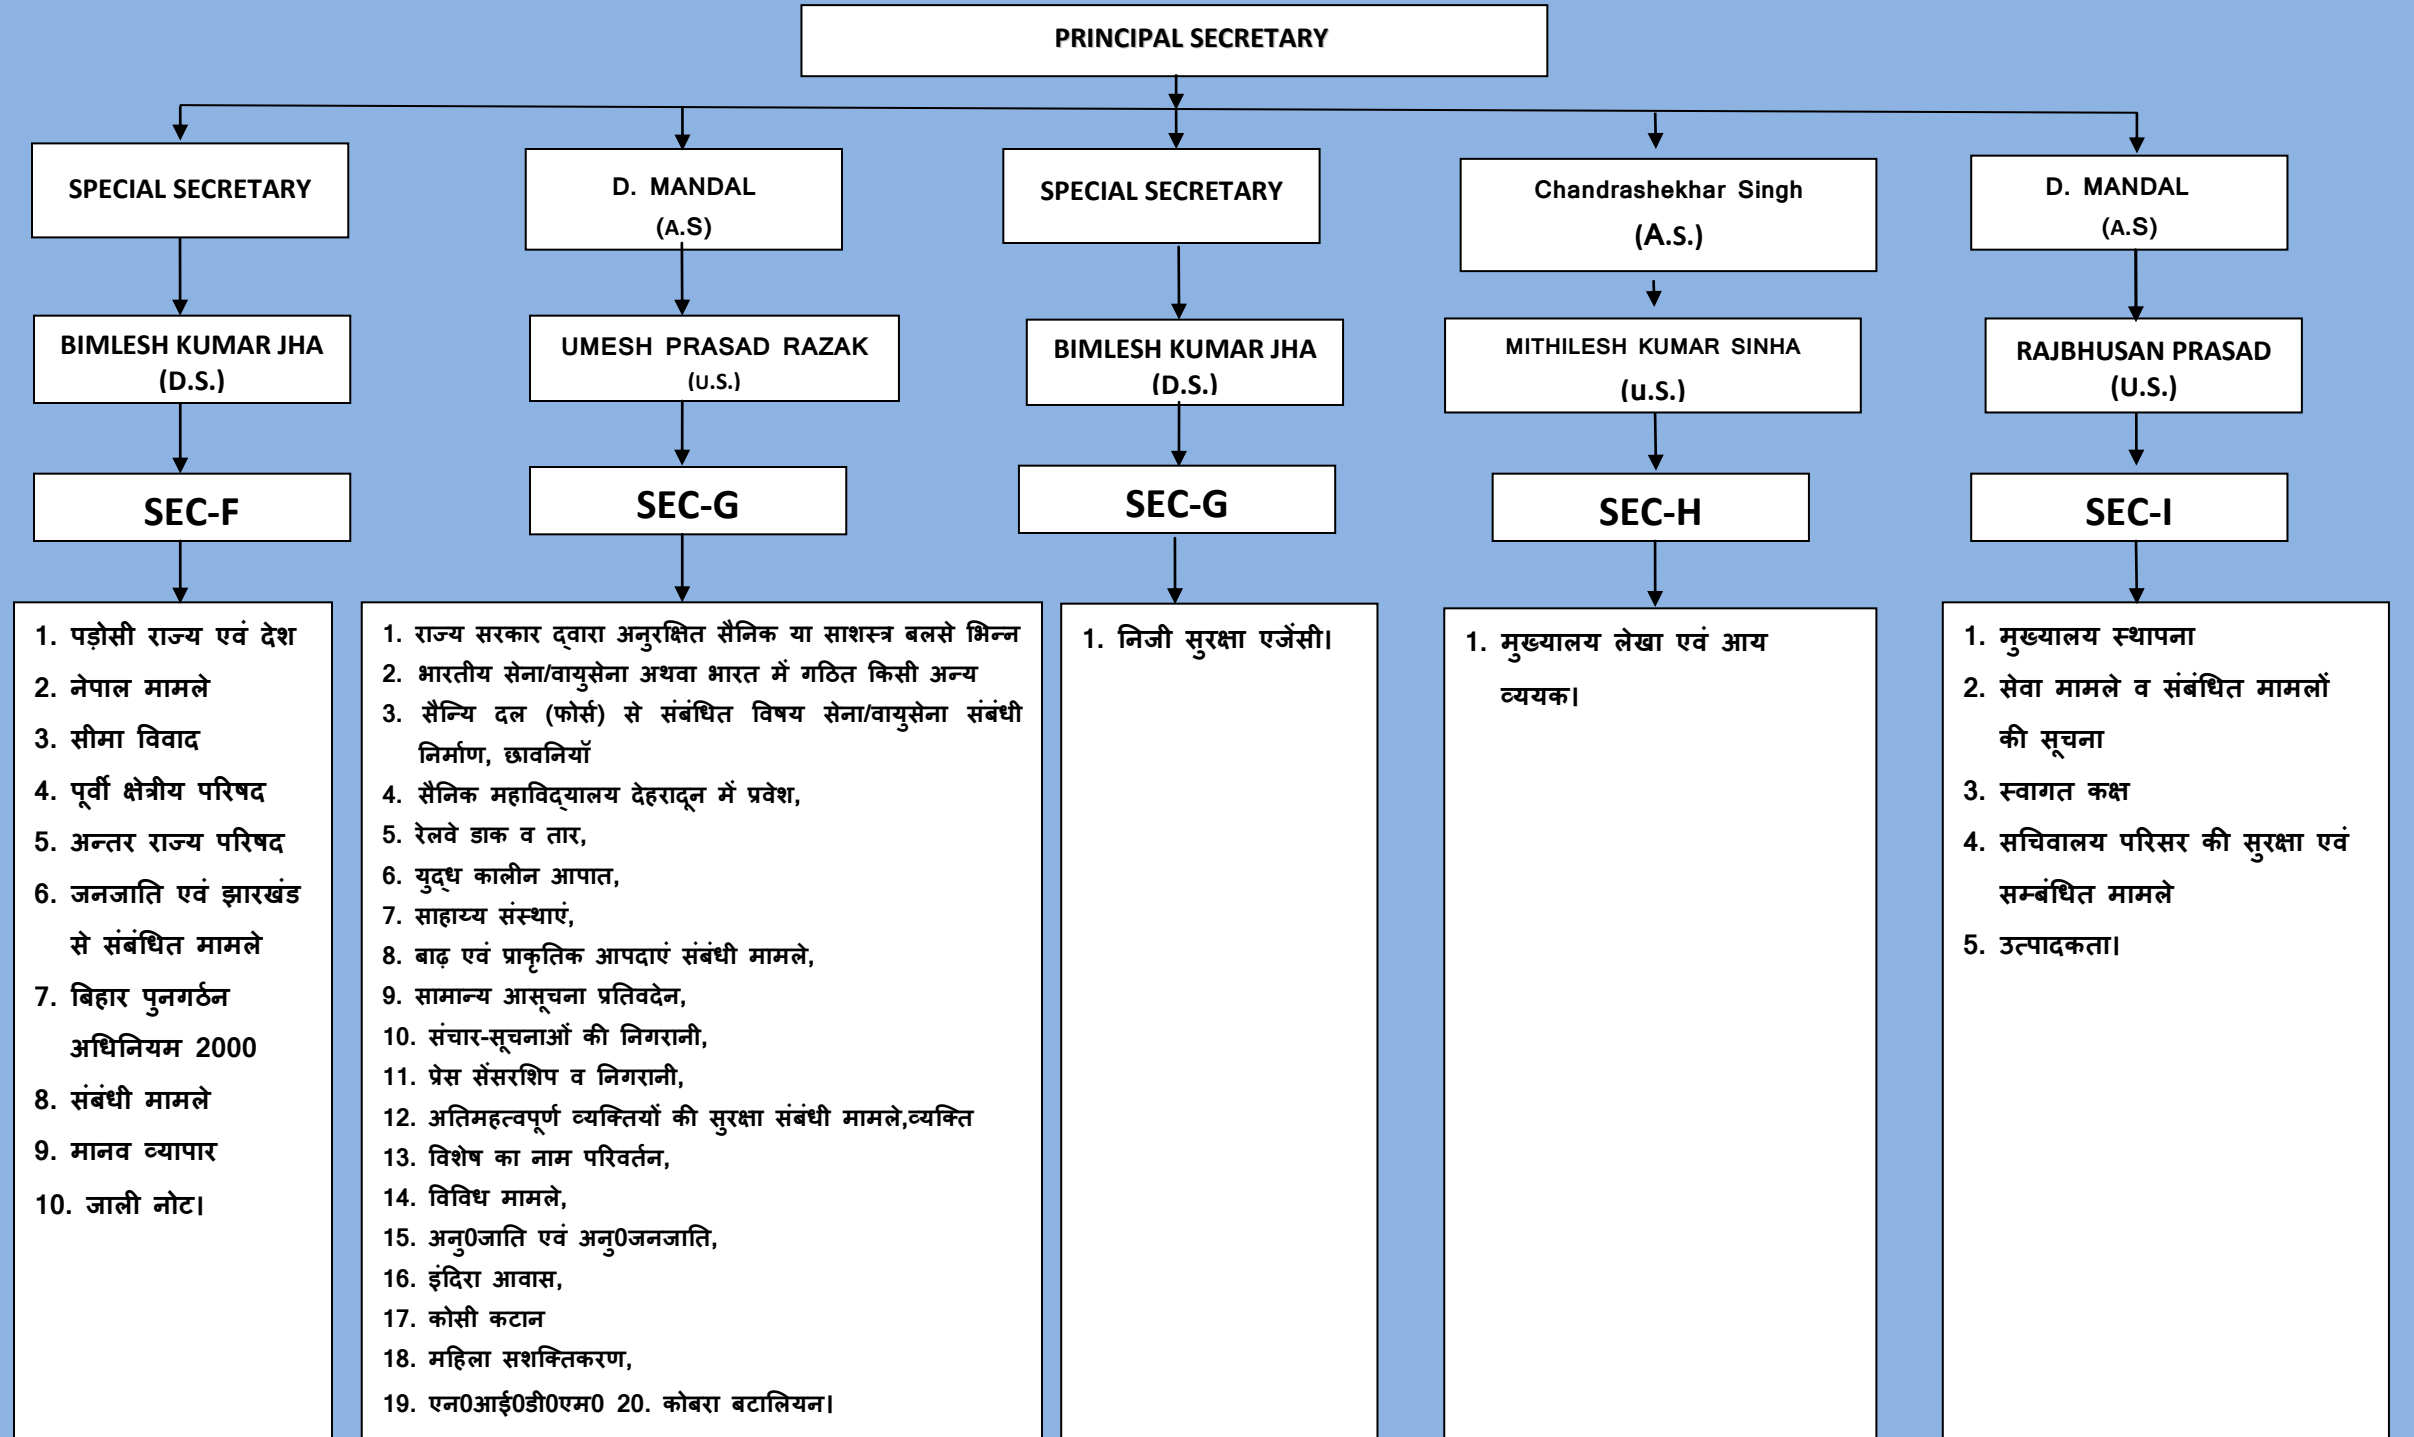 PRINCIPAL SECRETARY
SPECIAL SECRETARY
BIMLESH KUMAR JHA
(D.S.)
SEC-F
1. पड़ोसी राज्य एवं देश
2. नेपाल मामले
3. सीमा विवाद
4. पूर्वी क्षेत्रीय परिषद
5. अन्तर राज्य परिषद
6. जनजाति एवं झारखंड
से संबंधित मामले
7. बिहार पुनगर्ठन
अधिनियम 2000
8. संबंधी मामले
9. मानव व्यापार
10. जाली नोट।
D. MANDAL
(A.S)
UMESH PRASAD RAZAK
(U.S.)
SEC-G
1. राज्य सरकार द्वारा अनुरक्षित सैनिक या साशस्त्र बलसे भिन्न
2. भारतीय सेना/वायुसेना अथवा भारत में गठित किसी अन्य
3. सैन्यि दल (फोर्स) से संबंधित विषय सेना/वायुसेना संबंधी
निर्माण, छावनियॉ
4. सैनिक महाविद्यालय देहरादून में प्रवेश,
5. रेलवे डाक व तार,
6. युद्ध कालीन आपात,
7. साहाय्य संस्थाएं,
8. बाढ़ एवं प्राकृतिक आपदाएं संबंधी मामले,
9. सामान्य आसूचना प्रतिवदेन,
10. संचार-सूचनाओं की निगरानी,
11. प्रेस सेंसरशिप व निगरानी,
12. अतिमहत्वपूर्ण व्यक्तियों की सुरक्षा संबंधी मामले,व्यक्ति
13. विशेष का नाम परिवर्तन,
14. विविध मामले,
15. अनु0जाति एवं अनु0जनजाति,
16. इंदिरा आवास,
17. कोसी कटान
18. महिला सशक्तिकरण,
19. एन0आई0डी0एम0 20. कोबरा बटालियन।
SPECIAL SECRETARY
BIMLESH KUMAR JHA
(D.S.)
SEC-G
1. निजी सुरक्षा एजेंसी।
Chandrashekhar Singh
(A.S.)
MITHILESH KUMAR SINHA
(u.S.)
SEC-H
1. मुख्यालय लेखा एवं आय
व्ययक।
D. MANDAL
(A.S)
RAJBHUSAN PRASAD
(U.S.)
SEC-I
1. मुख्यालय स्थापना
2. सेवा मामले व संबंधित मामलों
की सूचना
3. स्वागत कक्ष
4. सचिवालय परिसर की सुरक्षा एवं
सम्बंधित मामले
5. उत्पादकता।